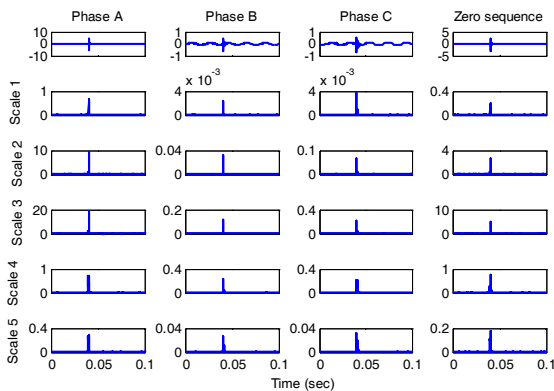 Phase A Phase B Phase C Zero sequence
10 1 1 5
0 0 0 0
-10 -1 -1 -5
x 10^-3 x 10^-3
Scale 1 1 4 4 0.4
0 0 0 0
Scale 2 10 0.04 0.1 4
0 0 0 0
Scale 3 20 0.2 0.4 10
0 0 0 0
Scale 4 1 0.4 0.4 1
0 0 0 0
Scale 5 0.4 0.04 0.04 0.2
0 0 0 0
0 0.05 0.1 0 0.05 0.1 0 0.05 0.1 0 0.05 0.1
Time (sec)